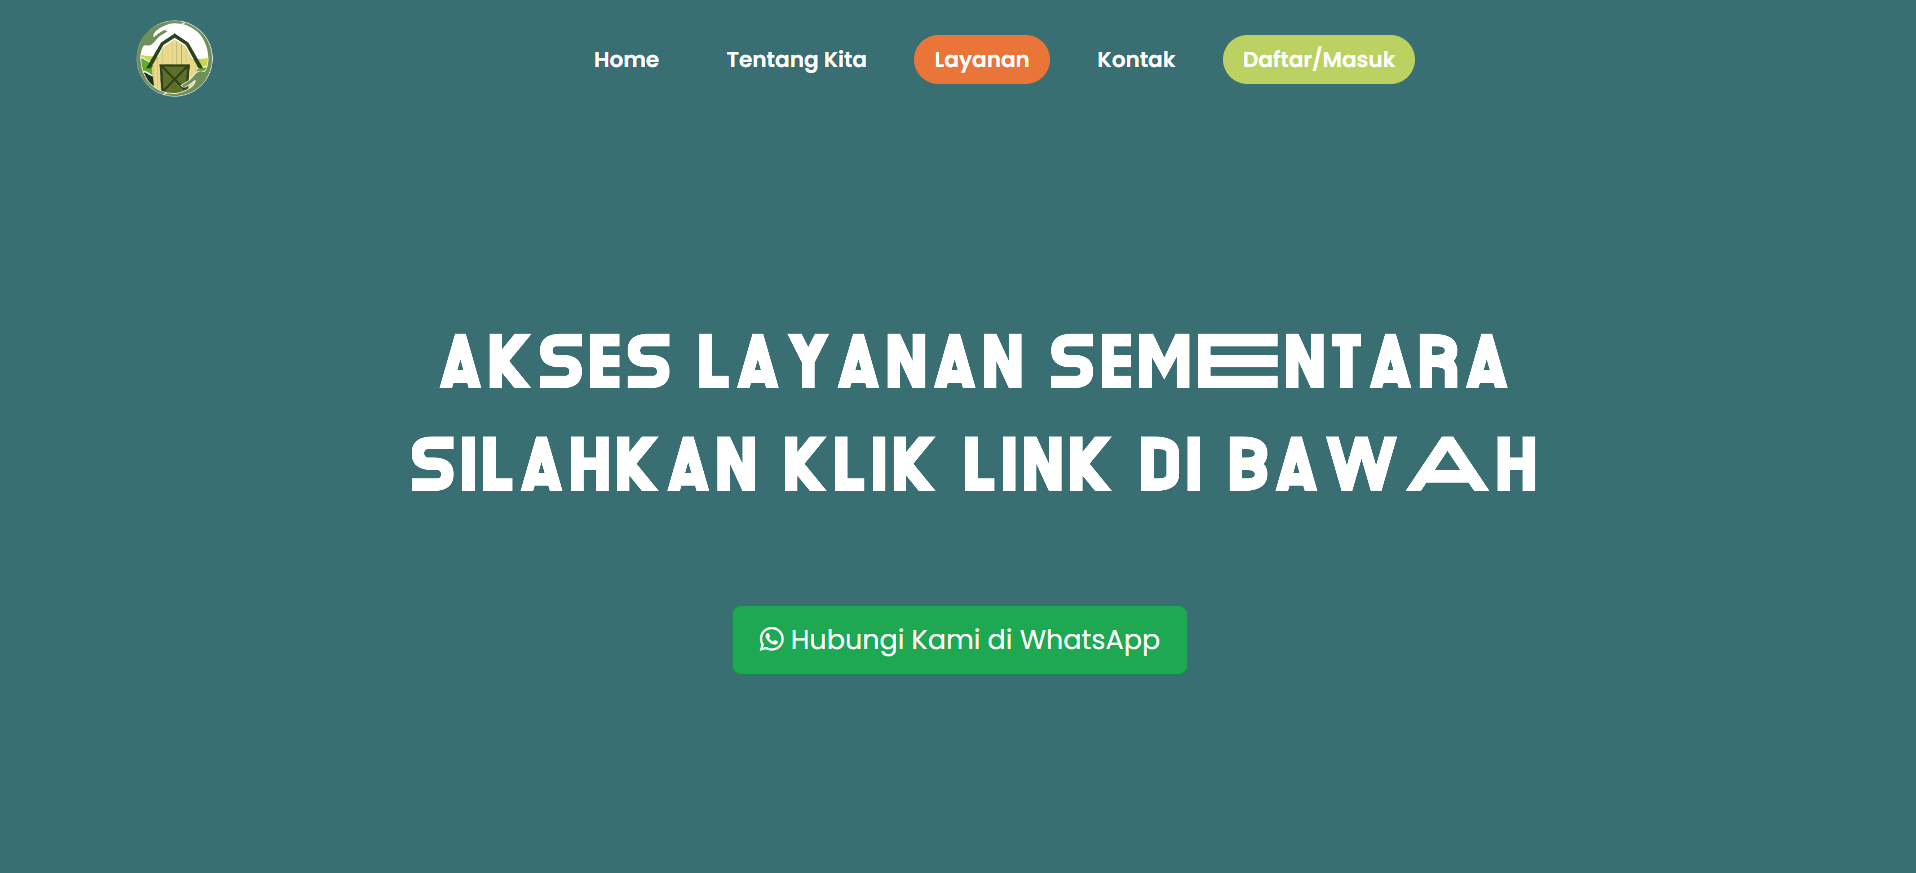 Home Tentang Kita Layanan Kontak Daftar/Masuk
AKSES LAYANAN SEMENTARA
SILAHKAN KLIK LINK DI BAWAH
Hubungi Kami di WhatsApp